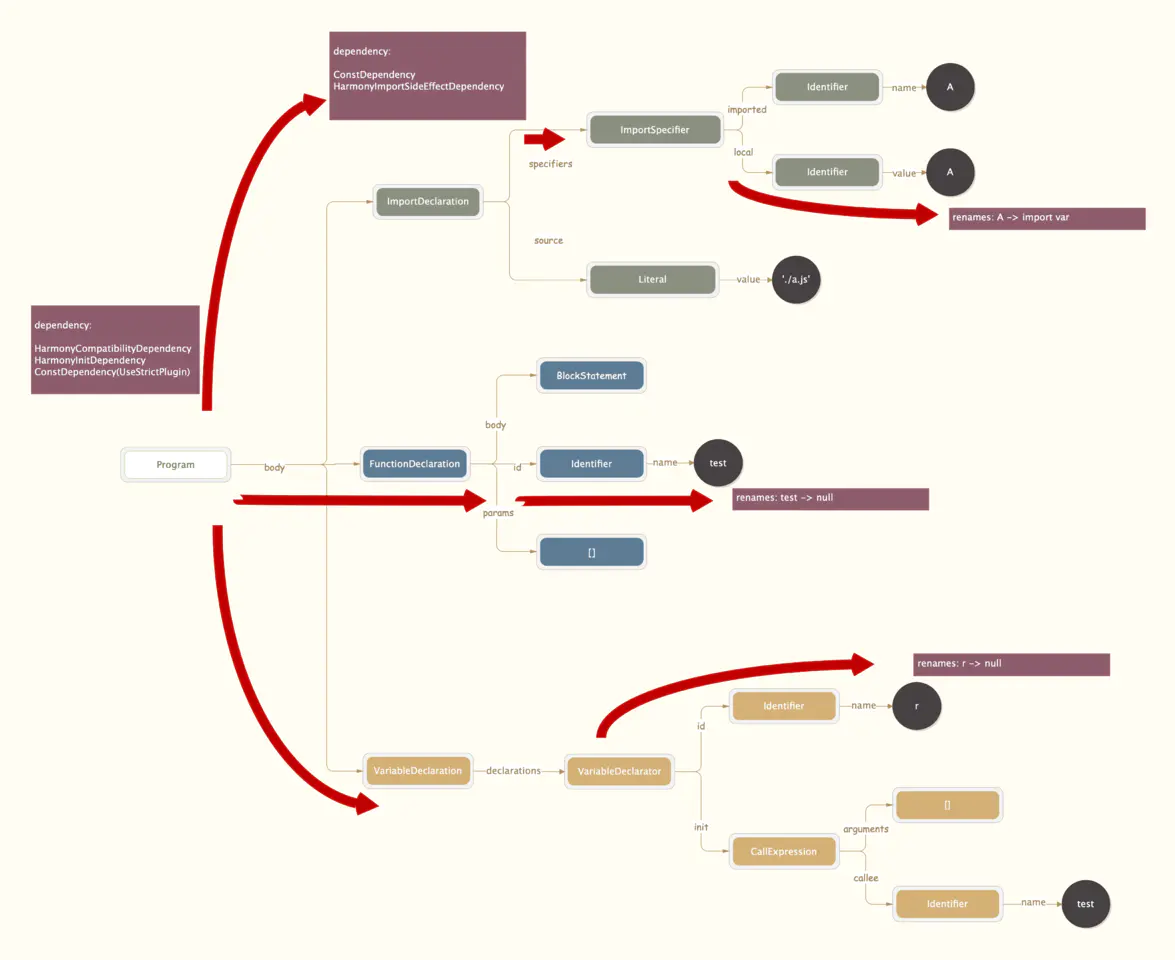 dependency:
ConstDependency
HarmonyImportSideEffectDependency
Identifier
name
A
imported
ImportSpecifier
local
specifiers
Identifier
value
A
ImportDeclaration
renames: A -> import var
source
Literal
value
'./a.js'
dependency:
HarmonyCompatibilityDependency
HarmonyInitDependency
ConstDependency(UseStrictPlugin)
BlockStatement
body
Program
body
FunctionDeclaration
id
Identifier
name
test
renames: test -> null
params
[]
renames: r -> null
Identifier
name
r
id
VariableDeclaration
declarations
VariableDeclarator
[]
init
arguments
CallExpression
callee
Identifier
name
test